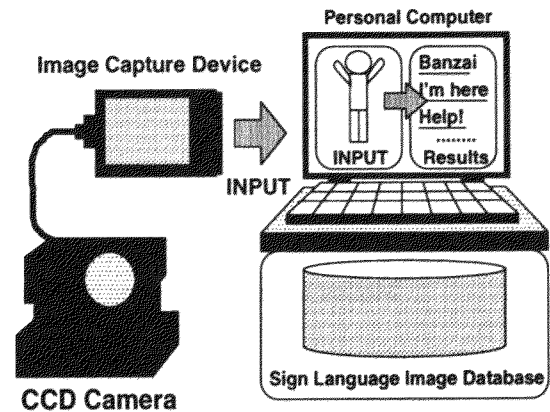 Personal Computer
Image Capture Device
Banzai
I'm here
Help!
........
INPUT
Results
INPUT
Sign Language Image Database
CCD Camera